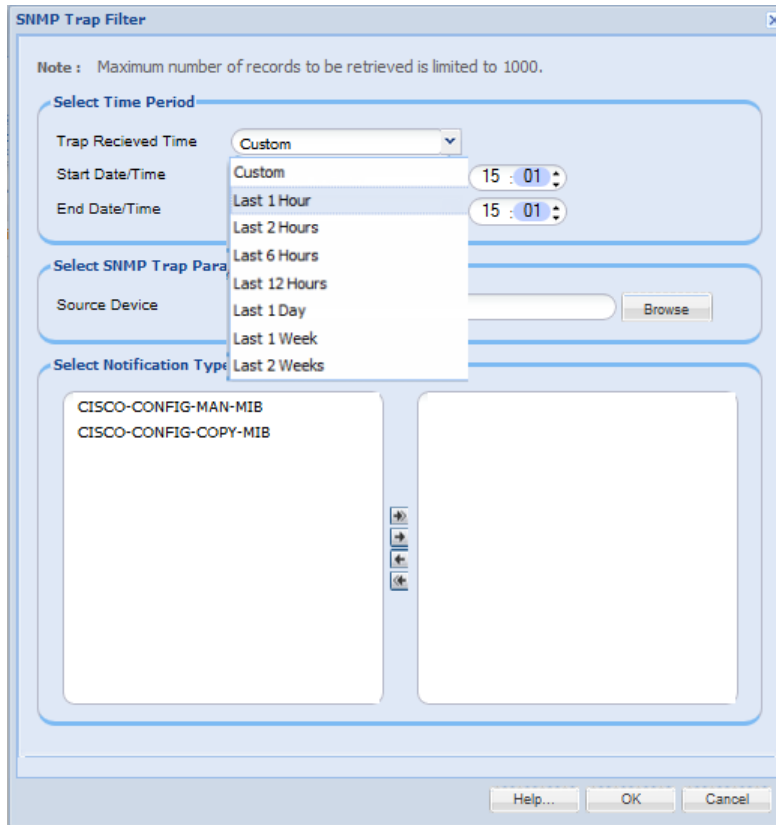 SNMP Trap Filter
Note : Maximum number of records to be retrieved is limited to 1000.
Select Time Period
Trap Recieved Time Custom
Start Date/Time 15 : 01
End Date/Time 15 : 01
Custom
Last 1 Hour
Last 2 Hours
Last 6 Hours
Last 12 Hours
Last 1 Day
Last 1 Week
Last 2 Weeks
Select SNMP Trap Para
Source Device Browse
Select Notification Type
CISCO-CONFIG-MAN-MIB
CISCO-CONFIG-COPY-MIB
Help... OK Cancel